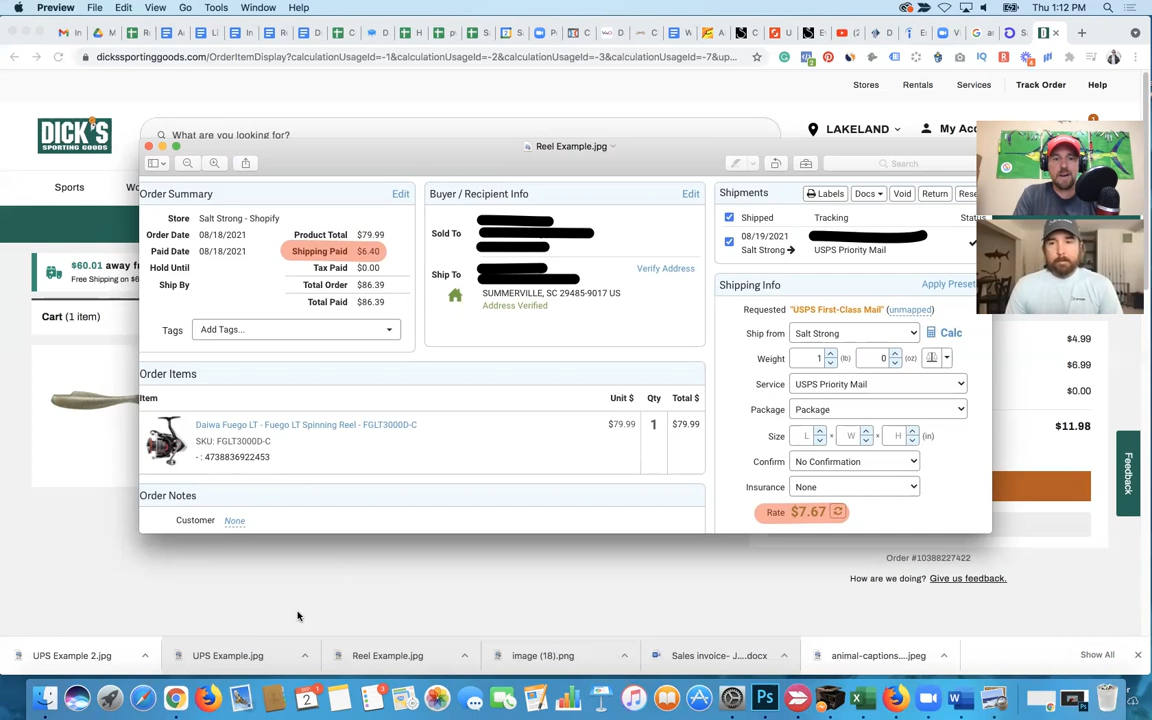 Preview File Edit View Go Tools Window Help
Thu 1:12 PM
dickssportinggoods.com/OrderItemDisplay?calculationUsageId=-1&calculationUsageId=-2&calculationUsageId=-3&calculationUsageId=-7&up...
Stores Rentals Services Track Order Help
DICK'S
SPORTING GOODS
What are you looking for?
LAKELAND
My Acc
Sports
Reel Example.jpg
Search
$60.01 away f
Free Shipping on $6
Cart (1 item)
Order Summary Edit
Store Salt Strong - Shopify
Order Date 08/18/2021 Product Total $79.99
Paid Date 08/18/2021 Shipping Paid $6.40
Hold Until Tax Paid $0.00
Ship By Total Order $86.39
Total Paid $86.39
Tags Add Tags...
Buyer / Recipient Info Edit
Sold To
Ship To
Verify Address
SUMMERVILLE, SC 29485-9017 US
Address Verified
Order Items
Item Unit $ Qty Total $
Daiwa Fuego LT - Fuego LT Spinning Reel - FGLT3000D-C $79.99 1 $79.99
SKU: FGLT3000D-C
- : 4738836922453
Order Notes
Customer None
Shipments Labels Docs Void Return Rese
Shipped Tracking Status
08/19/2021
Salt Strong USPS Priority Mail
Shipping Info Apply Preset
Requested "USPS First-Class Mail" (unmapped)
Ship from Salt Strong Calc
Weight 1 (lb) 0 (oz)
Service USPS Priority Mail
Package Package
Size L x W x H (in)
Confirm No Confirmation
Insurance None
Rate $7.67
$4.99
$6.99
$0.00
$11.98
Feedback
Order #10388227422
How are we doing? Give us feedback.
UPS Example 2.jpg
UPS Example.jpg
Reel Example.jpg
image (18).png
Sales invoice- J....docx
animal-captions....jpeg
Show All